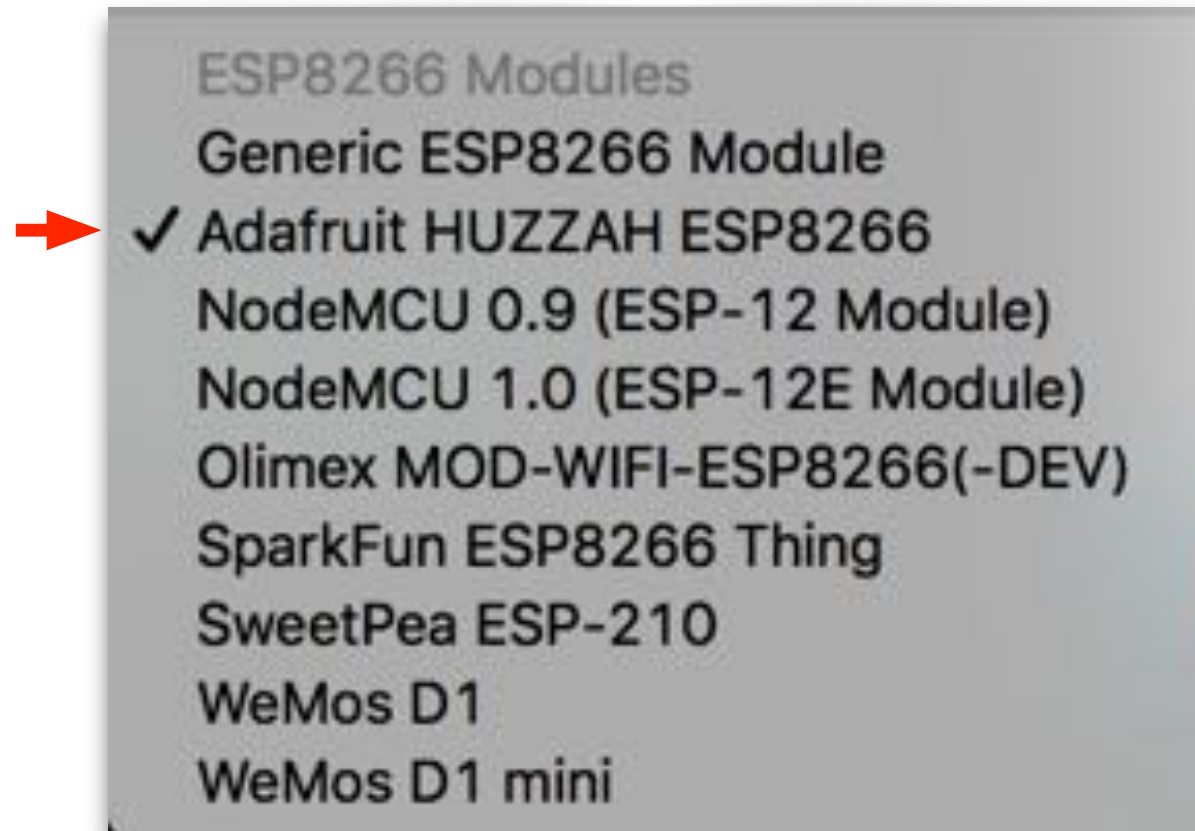 ESP8266 Modules
Generic ESP8266 Module
✓ Adafruit HUZZAH ESP8266
NodeMCU 0.9 (ESP-12 Module)
NodeMCU 1.0 (ESP-12E Module)
Olimex MOD-WIFI-ESP8266(-DEV)
SparkFun ESP8266 Thing
SweetPea ESP-210
WeMos D1
WeMos D1 mini